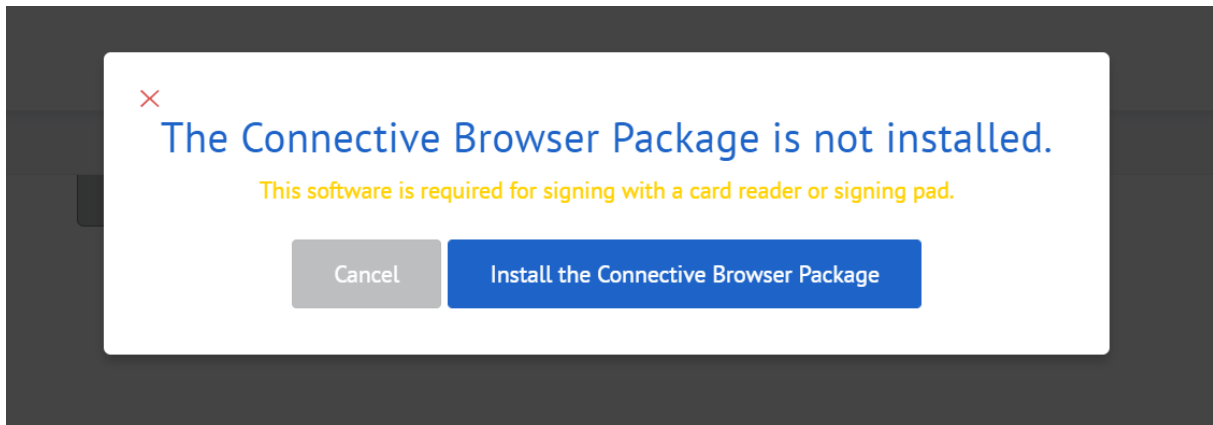 The Connective Browser Package is not installed.
This software is required for signing with a card reader or signing pad.
Cancel
Install the Connective Browser Package